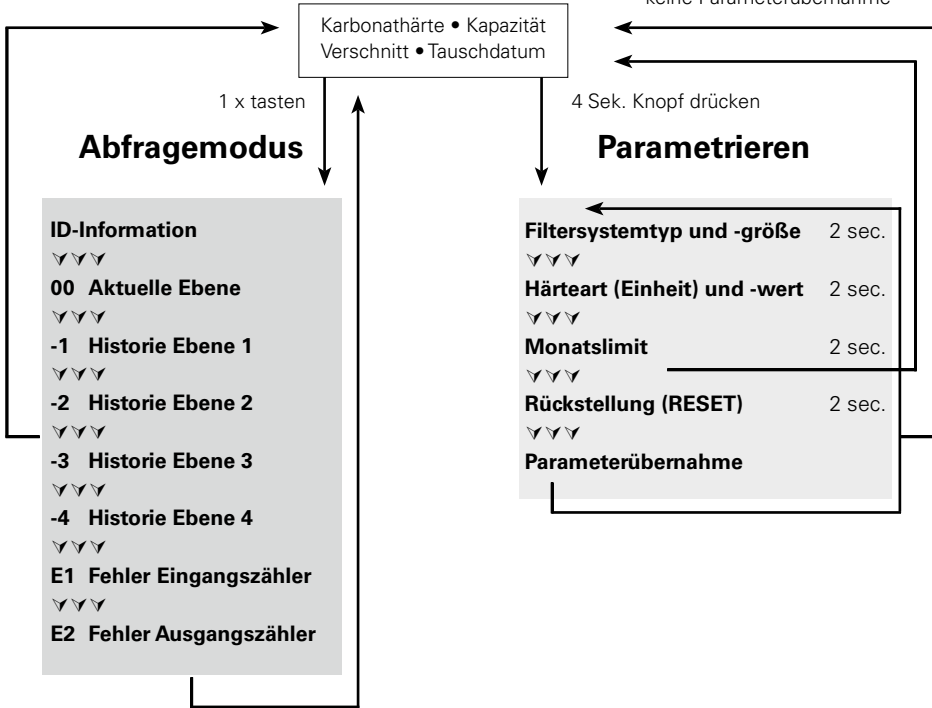 keine Parameterübernahme
Karbonathärte • Kapazität
Verschnitt • Tauschdatum
1 x tasten
4 Sek. Knopf drücken
Abfragemodus
Parametrieren
ID-Information
00 Aktuelle Ebene
-1 Historie Ebene 1
-2 Historie Ebene 2
-3 Historie Ebene 3
-4 Historie Ebene 4
E1 Fehler Eingangszähler
E2 Fehler Ausgangszähler
Filtersystemtyp und -größe 2 sec.
Härteart (Einheit) und -wert 2 sec.
Monatslimit 2 sec.
Rückstellung (RESET) 2 sec.
Parameterübernahme